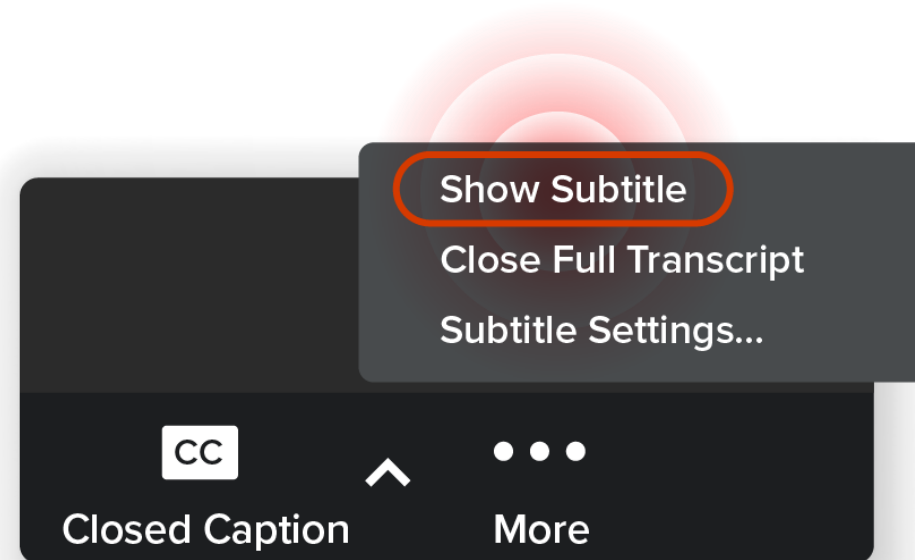 Show Subtitle
Close Full Transcript
Subtitle Settings...
CC
Closed Caption
More